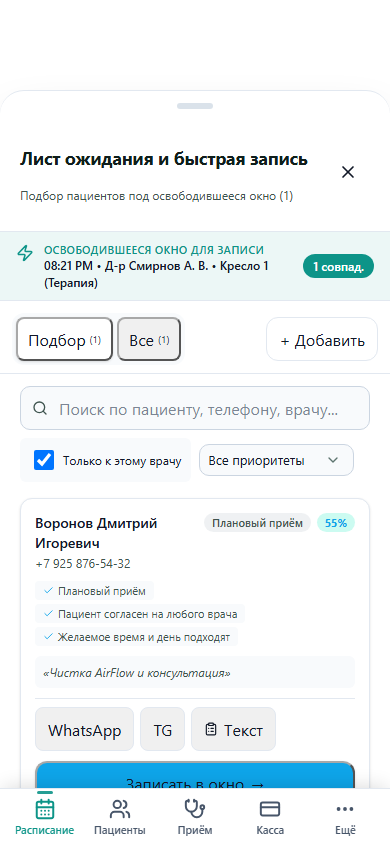 Лист ожидания и быстрая запись
Подбор пациентов под освободившееся окно (1)
ОСВОБОДИВШЕЕСЯ ОКНО ДЛЯ ЗАПИСИ
08:21 PM • Д-р Смирнов А. В. • Кресло 1
(Терапия)
1 совпад.
Подбор (1)
Все (1)
+ Добавить
Поиск по пациенту, телефону, врачу...
Только к этому врачу
Все приоритеты
Воронов Дмитрий
Игоревич
Плановый приём
55%
+7 925 876-54-32
Плановый приём
Пациент согласен на любого врача
Желаемое время и день подходят
«Чистка AirFlow и консультация»
WhatsApp
TG
Текст
Записать в окно →
Расписание
Пациенты
Приём
Касса
Ещё